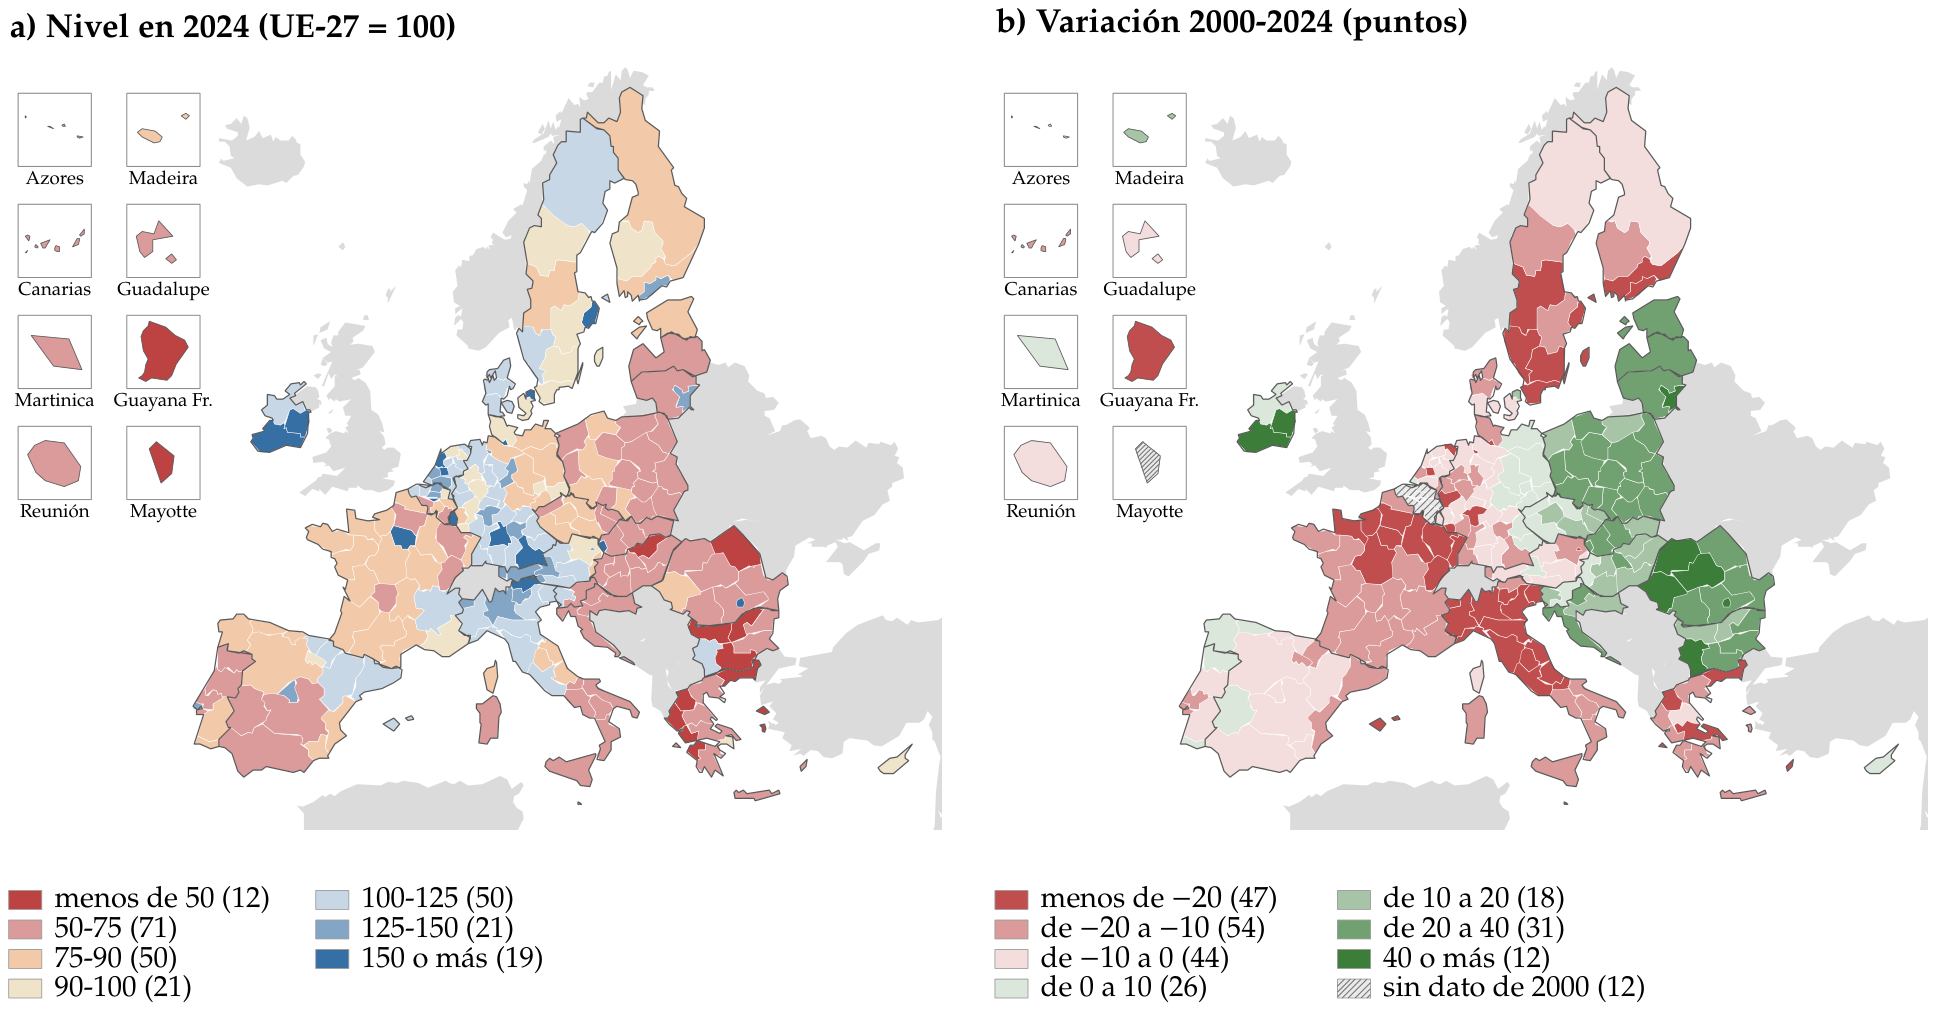 a) Nivel en 2024 (UE-27 = 100)
Azores
Madeira
Canarias
Guadalupe
Martinica
Guayana Fr.
Reunión
Mayotte
menos de 50 (12)
50-75 (71)
75-90 (50)
90-100 (21)
100-125 (50)
125-150 (21)
150 o más (19)
b) Variación 2000-2024 (puntos)
Azores
Madeira
Canarias
Guadalupe
Martinica
Guayana Fr.
Reunión
Mayotte
menos de −20 (47)
de −20 a −10 (54)
de −10 a 0 (44)
de 0 a 10 (26)
de 10 a 20 (18)
de 20 a 40 (31)
40 o más (12)
sin dato de 2000 (12)